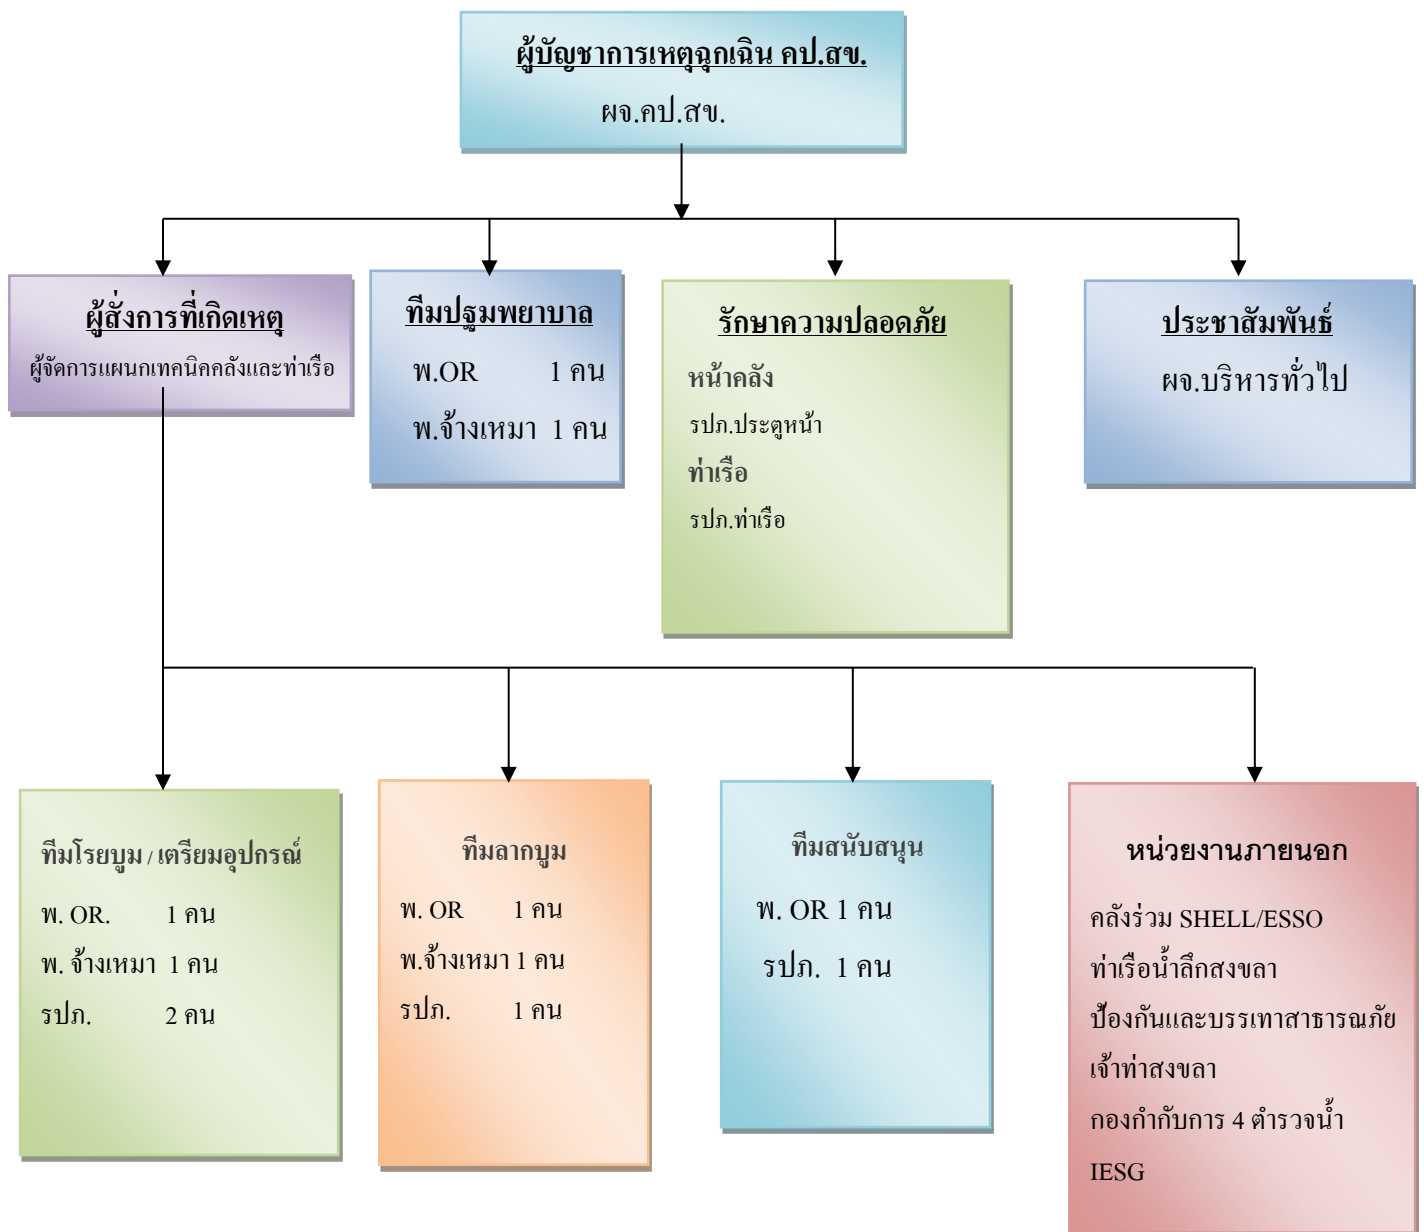 ผู้บัญชาการเหตุฉุกเฉิน คป.สข.
ผจ.คป.สข.
ผู้สั่งการที่เกิดเหตุ
ผู้จัดการแผนกเทคนิคคลังและท่าเรือ
ทีมปฐมพยาบาล
พ.OR 1 คน
พ.จ้างเหมา 1 คน
รักษาความปลอดภัย
หน้าคลัง
รปภ.ประตูหน้า
ท่าเรือ
รปภ.ท่าเรือ
ประชาสัมพันธ์
ผจ.บริหารทั่วไป
ทีมโรยบูม / เตรียมอุปกรณ์
พ. OR. 1 คน
พ. จ้างเหมา 1 คน
รปภ. 2 คน
ทีมลากบูม
พ. OR 1 คน
พ.จ้างเหมา 1 คน
รปภ. 1 คน
ทีมสนับสนุน
พ. OR 1 คน
รปภ. 1 คน
หน่วยงานภายนอก
คลังร่วม SHELL/ESSO
ท่าเรือน้ำลึกสงขลา
ป้องกันและบรรเทาสาธารณภัย
เจ้าท่าสงขลา
กองกำกับการ 4 ตำรวจน้ำ
IESG